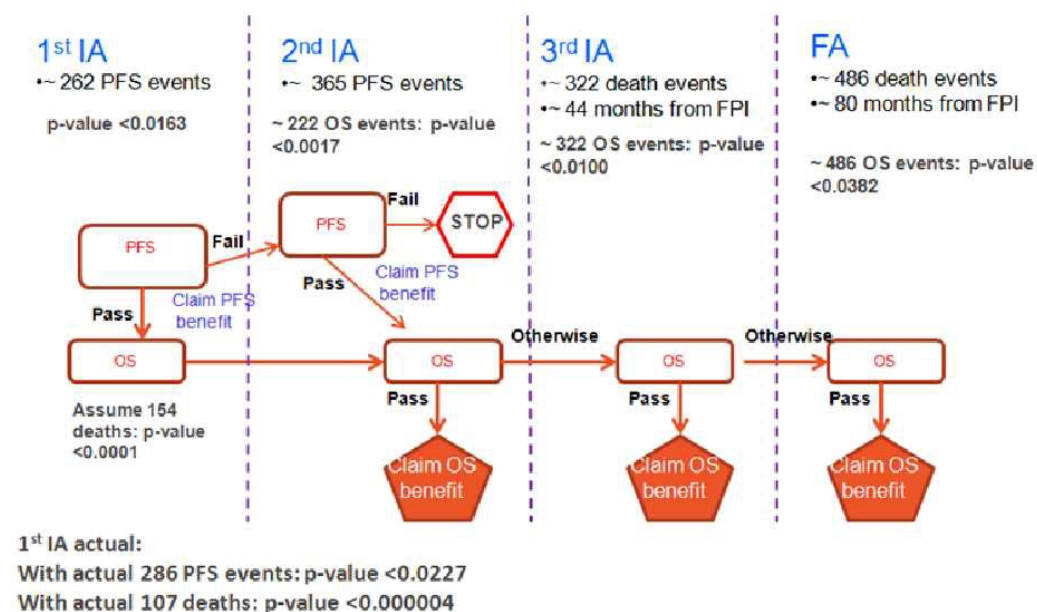 1st IA
•~ 262 PFS events
p-value <0.0163
2nd IA
•~ 365 PFS events
~ 222 OS events: p-value
<0.0017
3rd IA
•~ 322 death events
•~ 44 months from FPI
~ 322 OS events: p-value
<0.0100
FA
•~ 486 death events
•~ 80 months from FPI
~ 486 OS events: p-value
<0.0382
PFS
Fail
Pass
Claim PFS
benefit
PFS
Fail
STOP
Pass
Claim PFS
benefit
OS
Assume 154
deaths: p-value
<0.0001
OS
Otherwise
Pass
Claim OS
benefit
OS
Otherwise
Pass
Claim OS
benefit
OS
Pass
Claim OS
benefit
1st IA actual:
With actual 286 PFS events: p-value <0.0227
With actual 107 deaths: p-value <0.000004